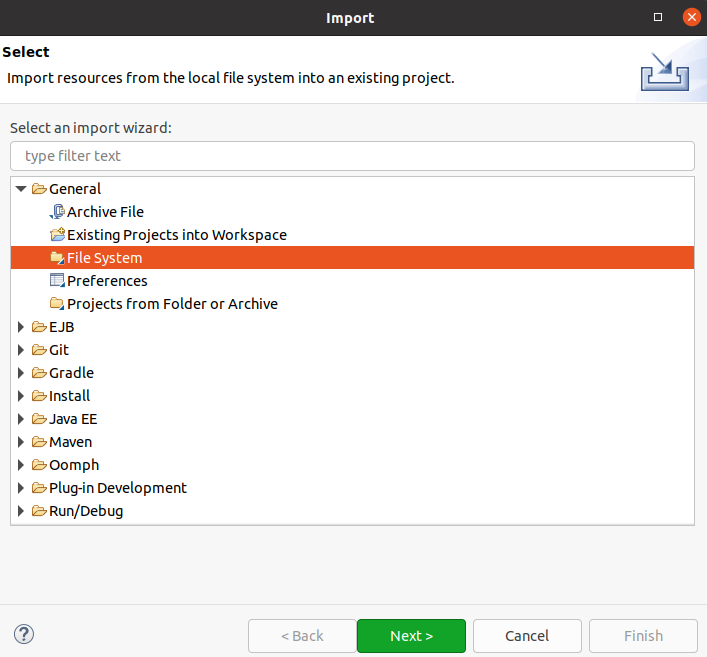 Import
Select
Import resources from the local file system into an existing project.
Select an import wizard:
type filter text
General
Archive File
Existing Projects into Workspace
File System
Preferences
Projects from Folder or Archive
EJB
Git
Gradle
Install
Java EE
Maven
Oomph
Plug-in Development
Run/Debug
? < Back Next > Cancel Finish